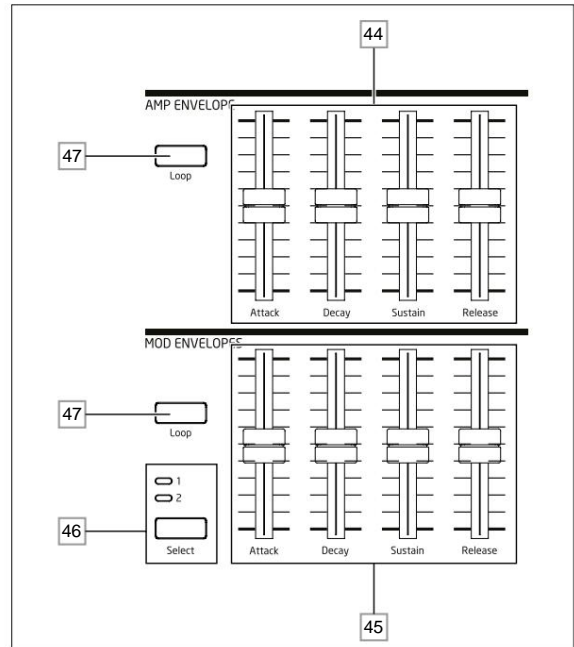 44
AMP ENVELOPE
47
Loop
Attack Decay Sustain Release
MOD ENVELOPES
47
Loop
1
2
46
Select
Attack Decay Sustain Release
45